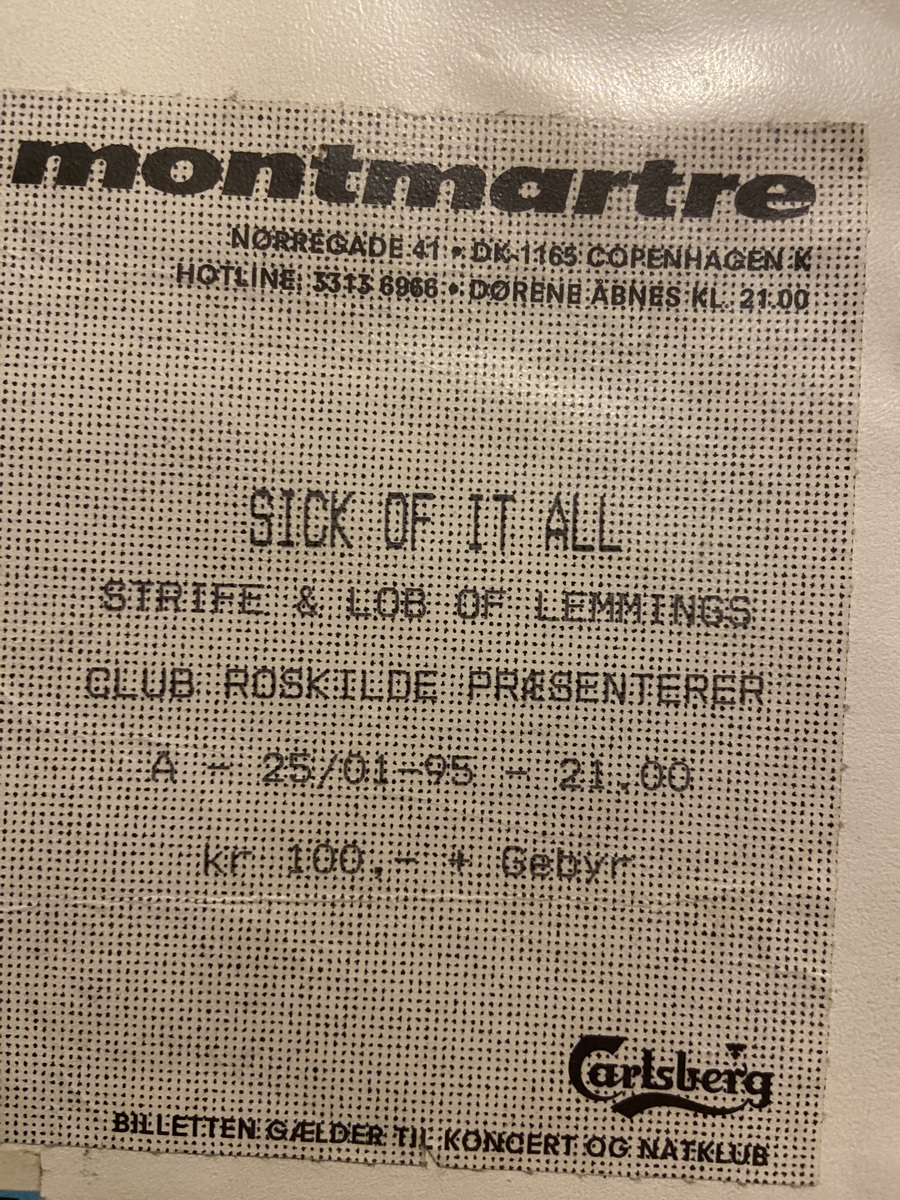 montmartre
NØRREGADE 41 • DK-1165 COPENHAGEN K
HOTLINE: 3313 6966 • DØRENE ÅBNES KL. 21.00
SICK OF IT ALL
STRIFE & LOB OF LEMMINGS
CLUB ROSKILDE PRÆSENTERER
A - 25/01-95 - 21.00
kr 100,- + Gebyr
Carlsberg
BILLETTEN GÆLDER TIL KONCERT OG NATKLUB